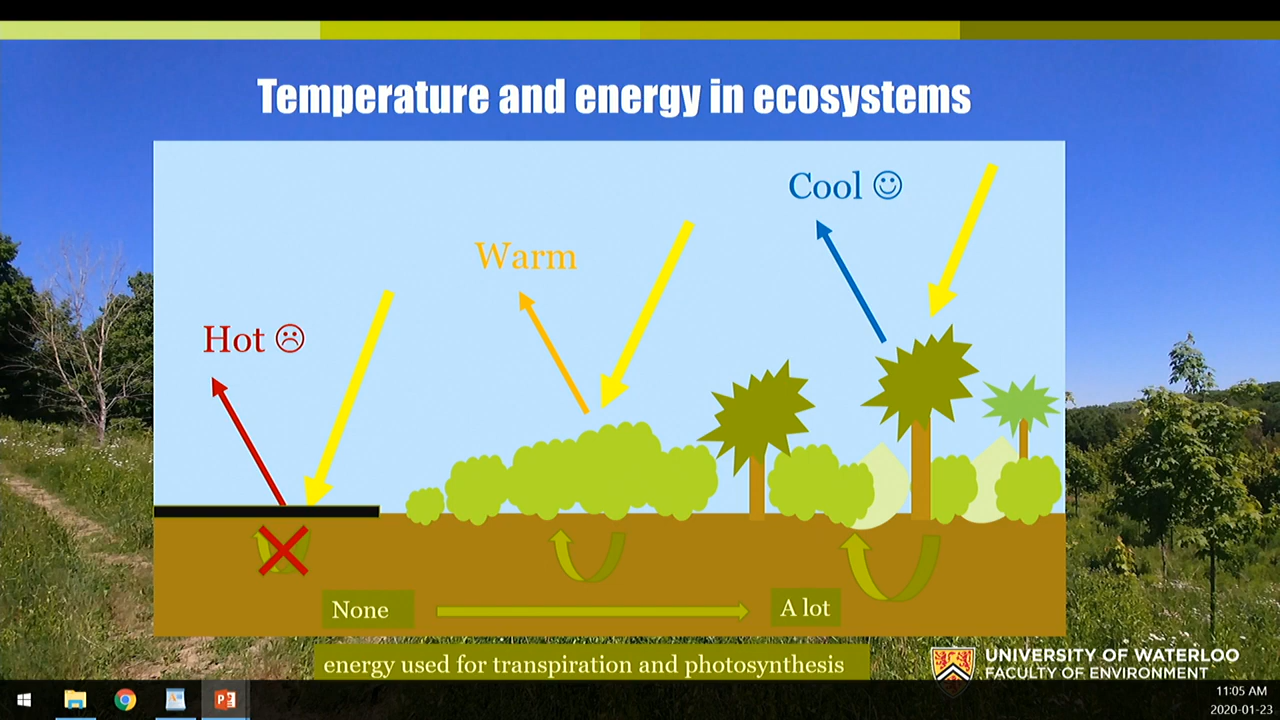 Temperature and energy in ecosystems
Cool ☺
Warm
Hot ☹
None
A lot
energy used for transpiration and photosynthesis
UNIVERSITY OF WATERLOO
FACULTY OF ENVIRONMENT
11:05 AM
2020-01-23